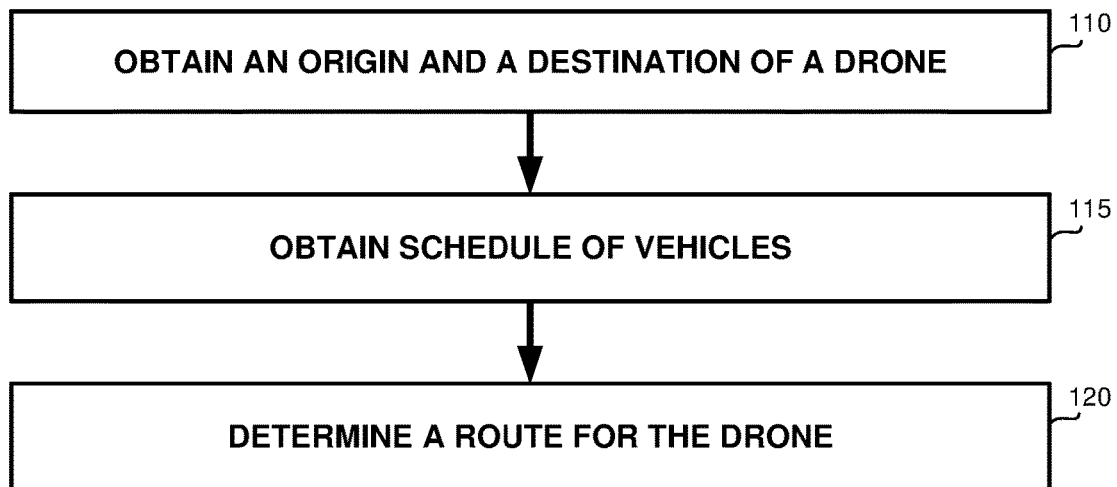 110
OBTAIN AN ORIGIN AND A DESTINATION OF A DRONE
115
OBTAIN SCHEDULE OF VEHICLES
120
DETERMINE A ROUTE FOR THE DRONE